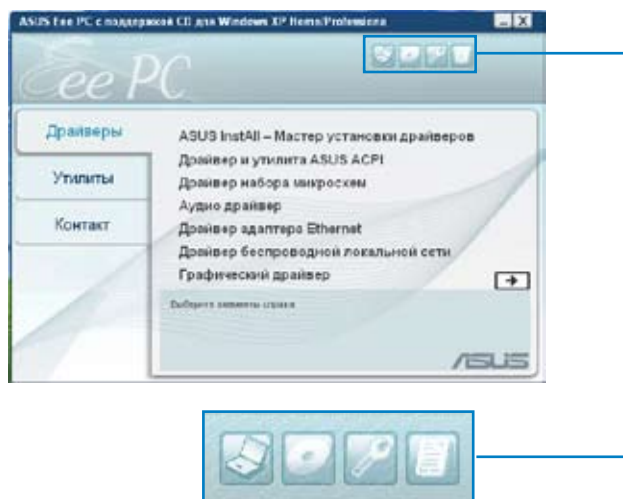 ASUS Eee PC с поддержкой CD для Windows XP Home/Professiona
Eee PC
Драйверы
Утилиты
Контакт
ASUS InstAll – Мастер установки драйверов
Драйвер и утилита ASUS ACPI
Драйвер набора микросхем
Аудио драйвер
Драйвер адаптера Ethernet
Драйвер беспроводной локальной сети
Графический драйвер
Выберите элементы справа
ASUS